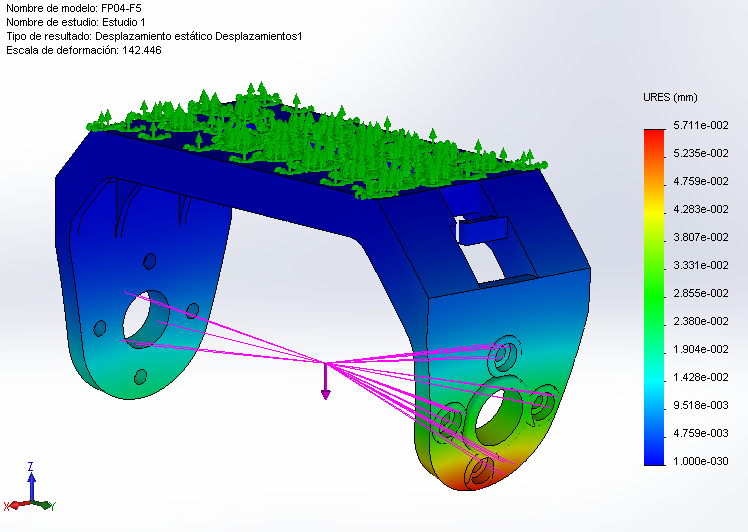 Nombre de modelo: FP04-F5
Nombre de estudio: Estudio 1
Tipo de resultado: Desplazamiento estático Desplazamientos1
Escala de deformación: 142.446
URES (mm)
5.711e-002
5.235e-002
4.759e-002
4.283e-002
3.807e-002
3.331e-002
2.855e-002
2.380e-002
1.904e-002
1.428e-002
9.518e-003
4.759e-003
1.000e-030
Z
X
Y